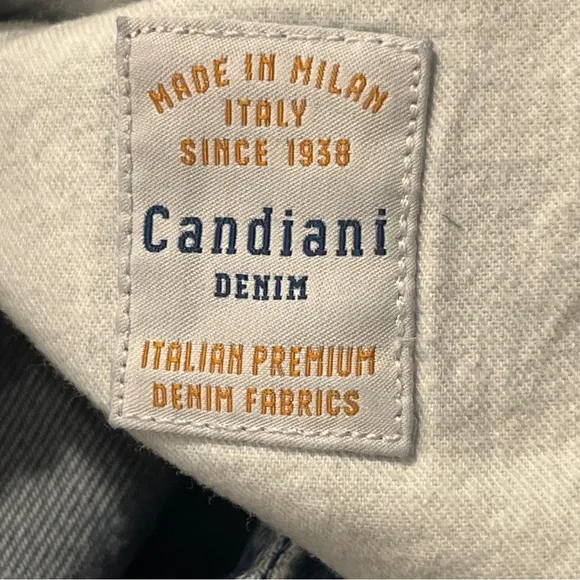 MADE IN MILAN
ITALY
SINCE 1938
Candiani
DENIM
ITALIAN PREMIUM
DENIM FABRICS